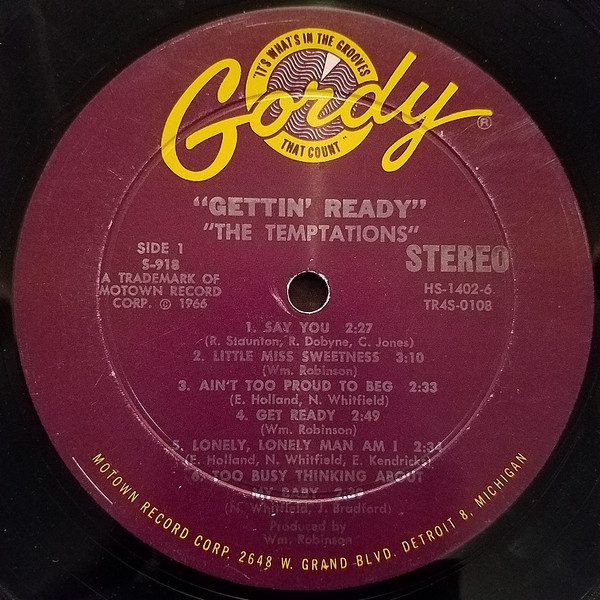 "IT'S WHAT'S IN THE GROOVES
THAT COUNT"
Gordy®
"GETTIN' READY"
"THE TEMPTATIONS"
SIDE 1
S-918
A TRADEMARK OF
MOTOWN RECORD
CORP. © 1966
STEREO
HS-1402-6
TR4S-0108
1. SAY YOU 2:27
(R. Staunton, R. Dobyne, C. Jones)
2. LITTLE MISS SWEETNESS 3:10
(Wm. Robinson)
3. AIN'T TOO PROUD TO BEG 2:33
(E. Holland, N. Whitfield)
4. GET READY 2:49
(Wm. Robinson)
5. LONELY, LONELY MAN AM I 2:34
(E. Holland, N. Whitfield, E. Kendricks)
6. TOO BUSY THINKING ABOUT
MY BABY
(N. Whitfield, J. Bradford)
Produced by
Wm. Robinson
MOTOWN RECORD CORP. 2648 W. GRAND BLVD. DETROIT 8, MICHIGAN